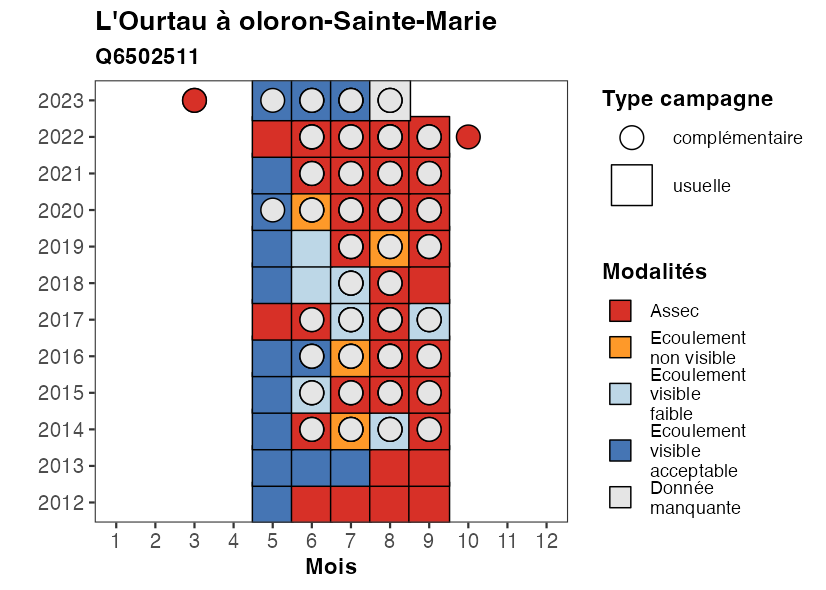 L'Ourtau à oloron-Sainte-Marie
Q6502511
2023
2022
2021
2020
2019
2018
2017
2016
2015
2014
2013
2012
1 2 3 4 5 6 7 8 9 10 11 12
Mois
Type campagne
complémentaire
usuelle
Modalités
Assec
Ecoulement
non visible
Ecoulement
visible
faible
Ecoulement
visible
acceptable
Donnée
manquante